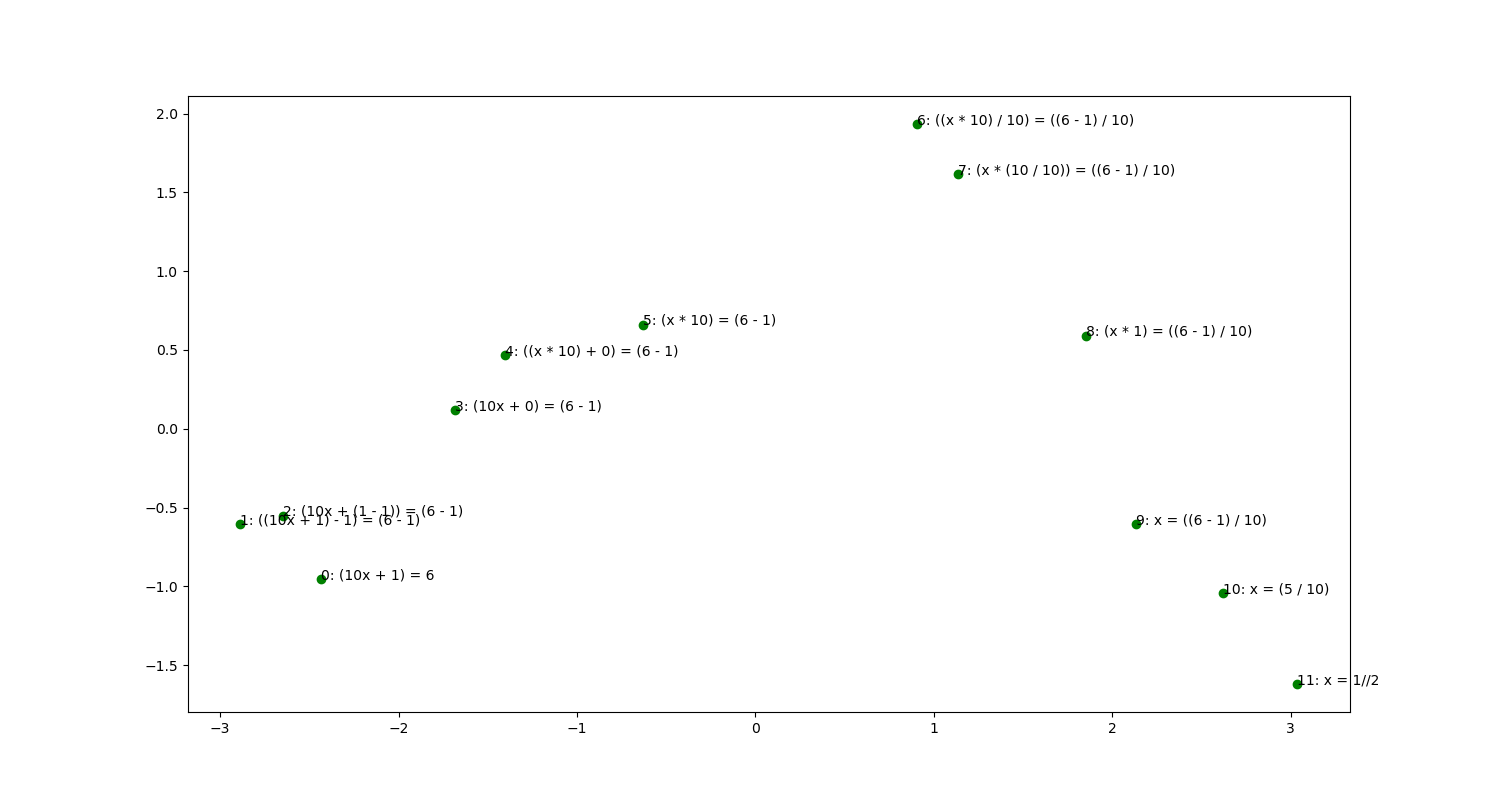 2.0
1.5
1.0
0.5
0.0
−0.5
−1.0
−1.5
6: ((x * 10) / 10) = ((6 - 1) / 10)
7: (x * (10 / 10)) = ((6 - 1) / 10)
5: (x * 10) = (6 - 1)
8: (x * 1) = ((6 - 1) / 10)
4: ((x * 10) + 0) = (6 - 1)
3: (10x + 0) = (6 - 1)
2: (10x + (1 - 1)) = (6 - 1)
1: ((10x + 1) - 1) = (6 - 1)
9: x = ((6 - 1) / 10)
0: (10x + 1) = 6
10: x = (5 / 10)
11: x = 1//2
−3 −2 −1 0 1 2 3